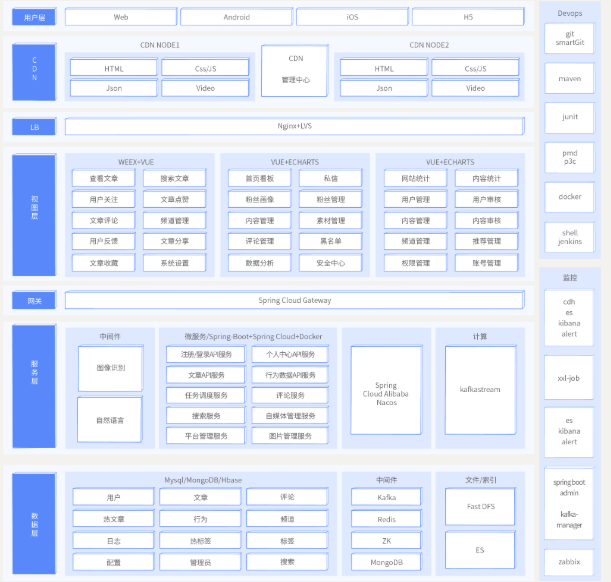 用户层
Web
Android
iOS
H5
CDN
CDN NODE1
HTML
Css/JS
Json
Video
CDN
管理中心
CDN NODE2
HTML
Css/JS
Json
Video
LB
Nginx+LVS
视图层
WEEX+VUE
查看文章
搜索文章
用户关注
文章点赞
文章评论
频道管理
用户反馈
文章分享
文章收藏
系统设置
VUE+ECHARTS
首页看板
私信
粉丝画像
粉丝管理
内容管理
素材管理
评论管理
黑名单
数据分析
安全中心
VUE+ECHARTS
网站统计
内容统计
用户管理
用户审核
内容管理
内容审核
频道管理
推荐管理
权限管理
账号管理
网关
Spring Cloud Gateway
服务层
中间件
图像识别
自然语言
微服务/Spring-Boot+Spring Cloud+Docker
注册/登录API服务
个人中心API服务
文章API服务
行为数据API服务
任务调度服务
评论服务
搜索服务
自媒体管理服务
平台管理服务
图片管理服务
Spring
Cloud Alibaba
Nacos
计算
kafkastream
数据层
Mysql/MongoDB/Hbase
用户
文章
评论
热文章
行为
频道
日志
热标签
标签
配置
管理员
搜索
中间件
Kafka
Redis
ZK
MongoDB
文件/索引
Fast DFS
ES
Devops
git
smartGit
maven
junit
pmd
p3c
docker
shell
jenkins
监控
cdh
es
kibana
alert
xxl-job
es
kibana
alert
springboot
admin
kafka-
manager
zabbix